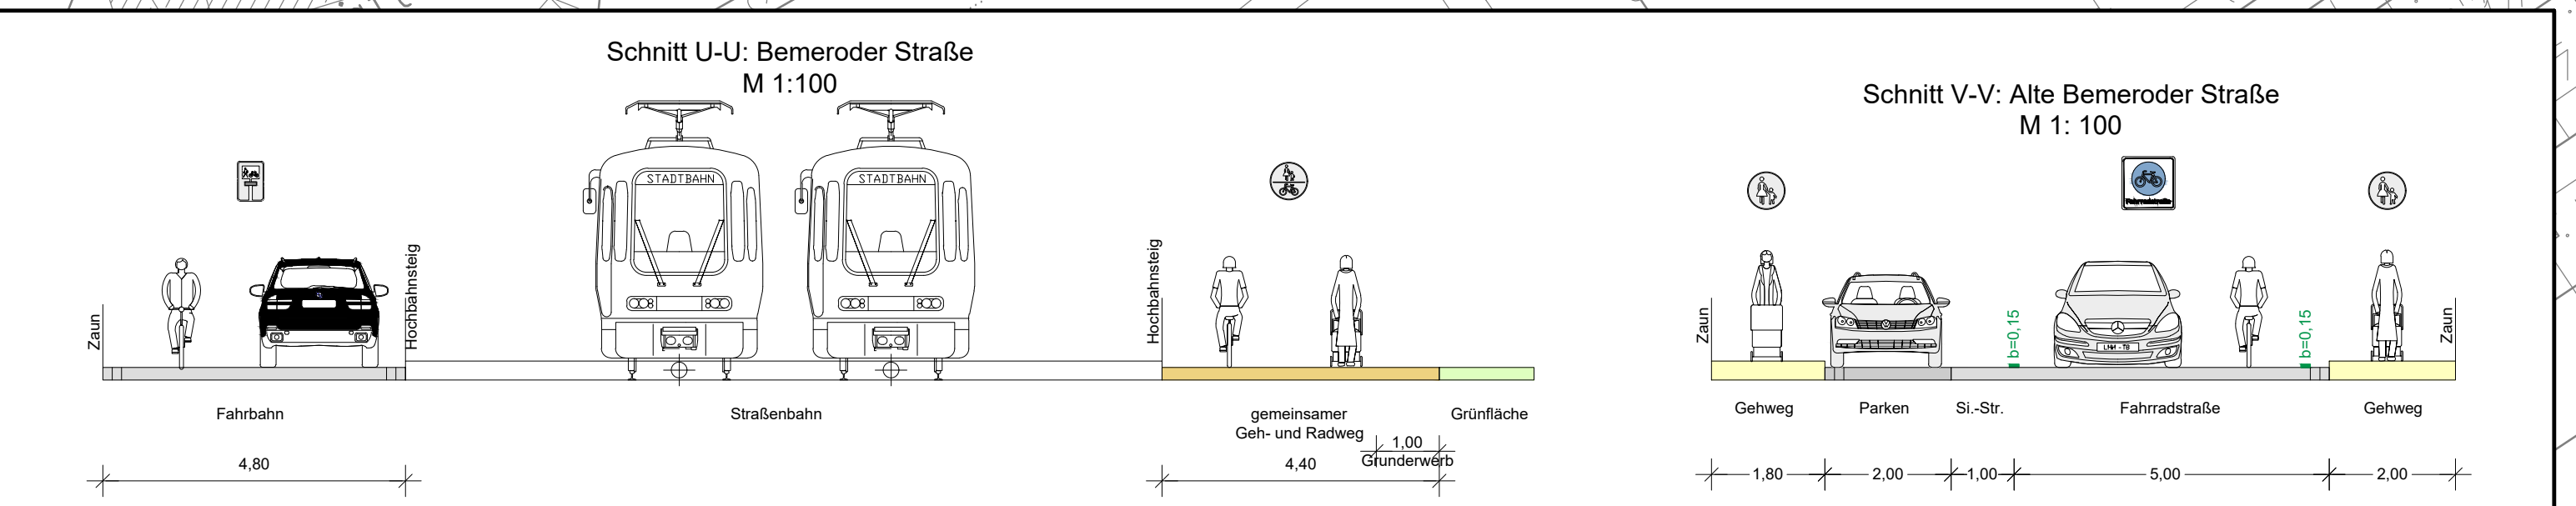 Schnitt U-U: Bemeroder Straße
M 1:100
STADTBAHN
STADTBAHN
Zaun
Hochbahnsteig
Hochbahnsteig
Fahrbahn
Straßenbahn
gemeinsamer
Geh- und Radweg
Grünfläche
1,00
Grunderwerb
4,80
4,40
Schnitt V-V: Alte Bemeroder Straße
M 1: 100
Fahrradstraße
Zaun
b=0,15
b=0,15
Zaun
Gehweg
Parken
Si.-Str.
Fahrradstraße
Gehweg
1,80
2,00
1,00
5,00
2,00